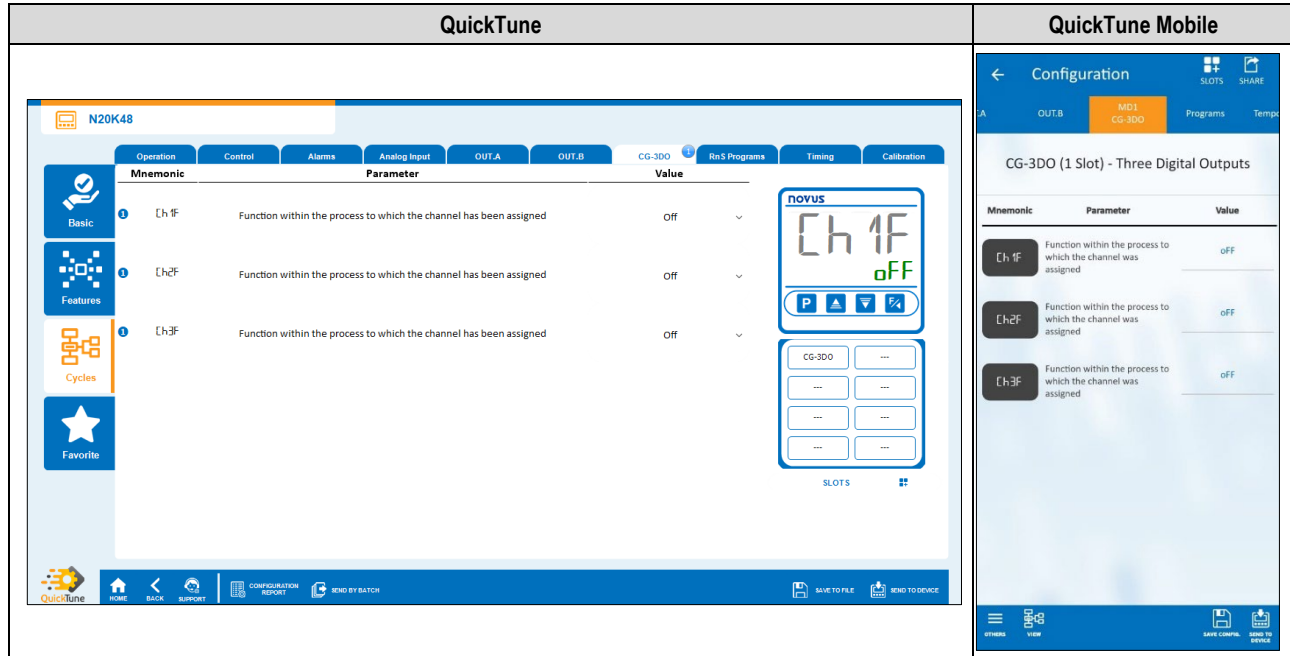 QuickTune
QuickTune Mobile
N20K48
Operation Control Alarms Analog Input OUT.A OUT.B CG-3DO 1 RnS Programs Timing Calibration
Mnemonic Parameter Value
Basic
Features
Cycles
Favorite
1 Ch1F Function within the process to which the channel has been assigned Off
1 Ch2F Function within the process to which the channel has been assigned Off
1 Ch3F Function within the process to which the channel has been assigned Off
novus
Ch1F
oFF
P F/
CG-3DO ---
--- ---
--- ---
--- ---
SLOTS
QuickTune
HOME BACK SUPPORT
CONFIGURATION
REPORT
SEND BY BATCH
SAVE TO FILE SEND TO DEVICE
Configuration
SLOTS SHARE
.A OUT.B MD1
CG-3DO
Programs Tempo
CG-3DO (1 Slot) - Three Digital Outputs
Mnemonic Parameter Value
Ch1F
Function within the process to
which the channel was
assigned
oFF
Ch2F
Function within the process to
which the channel was
assigned
oFF
Ch3F
Function within the process to
which the channel was
assigned
oFF
OTHERS VIEW SAVE CONFIG. SEND TO
DEVICE